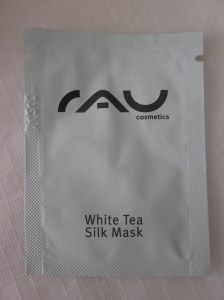 rau
cosmetics
White Tea
Silk Mask